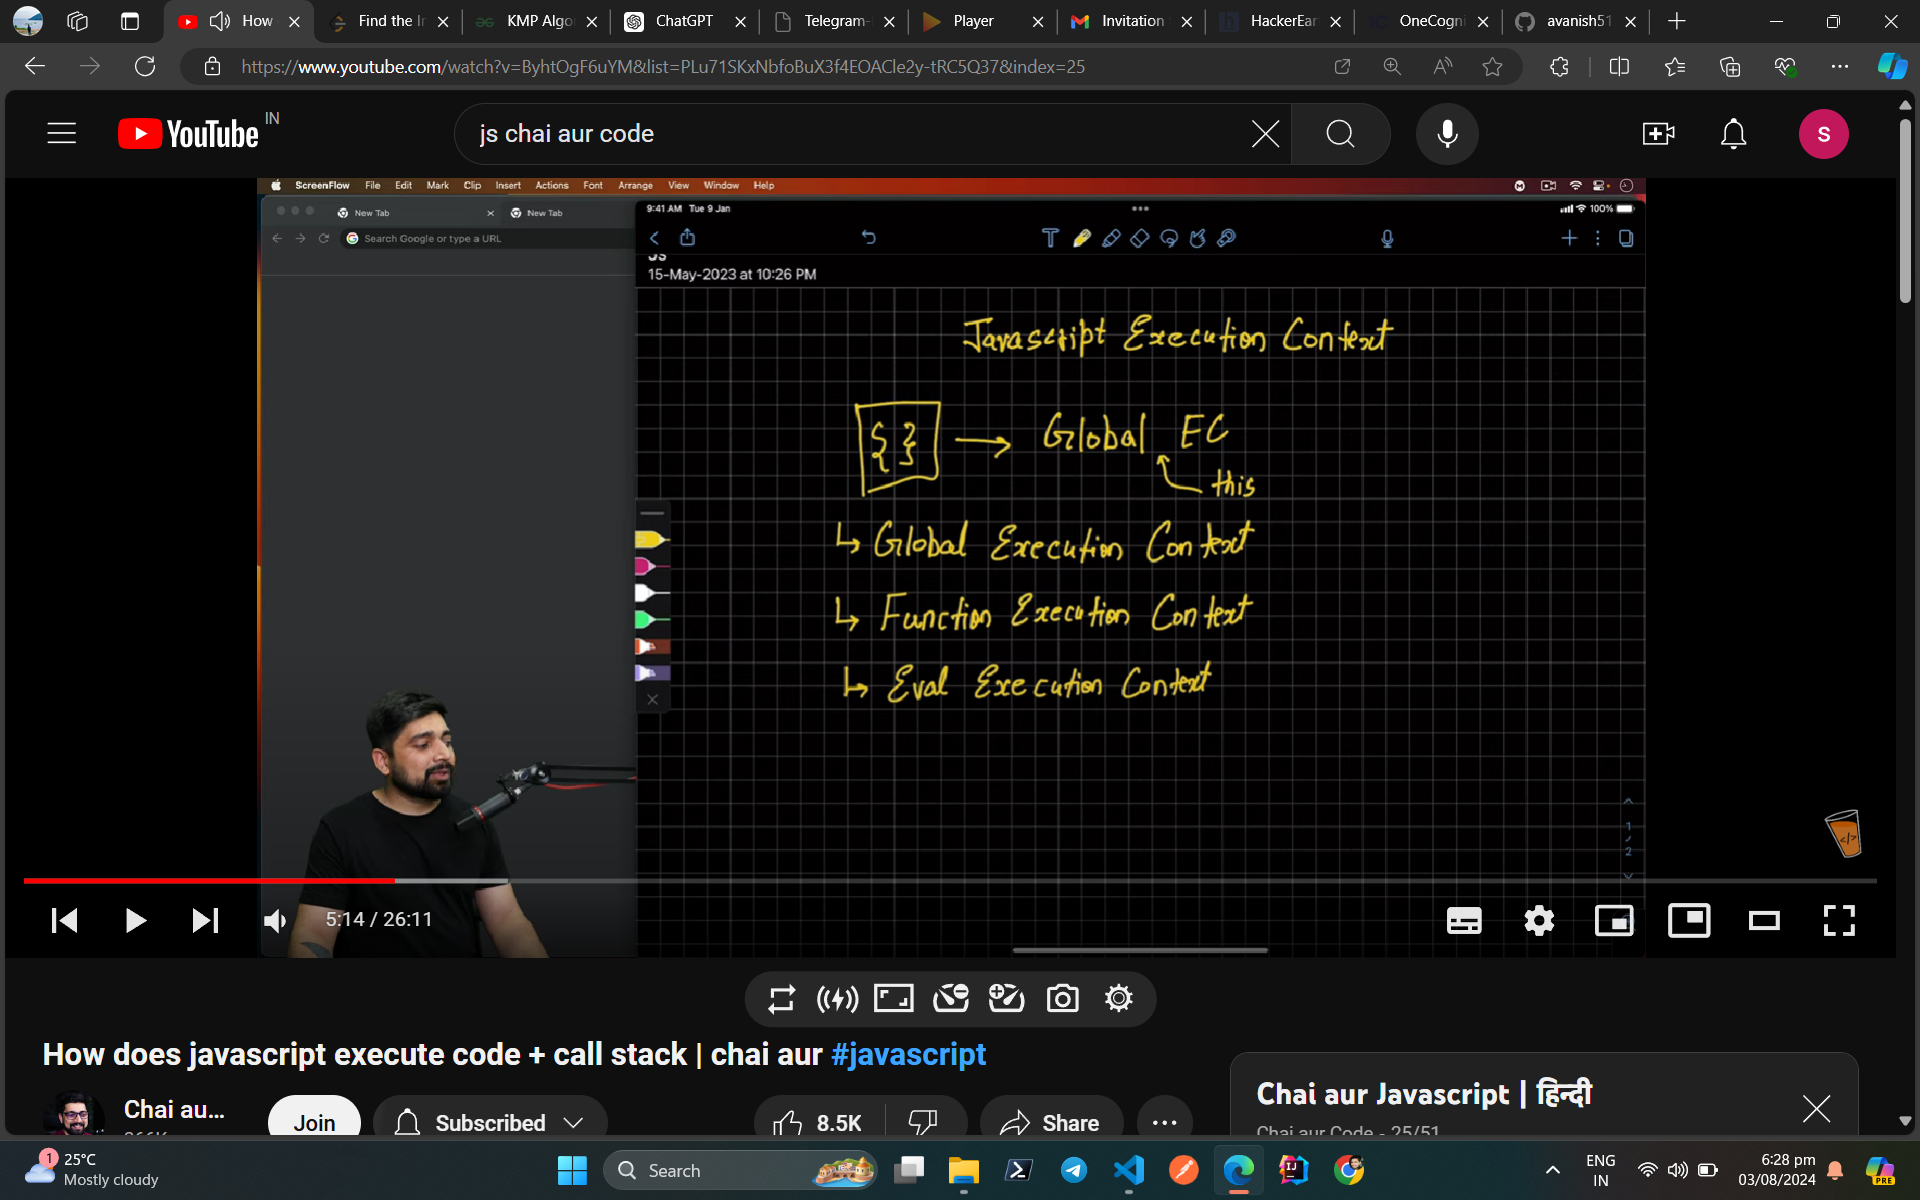 How
Find the In
KMP Algo
ChatGPT
Telegram-
Player
Invitation
HackerEar
OneCogni
avanish51
https://www.youtube.com/watch?v=ByhtOgF6uYM&list=PLu71SKxNbfoBuX3f4EOACle2y-tRC5Q37&index=25
YouTube IN
js chai aur code
S
ScreenFlow File Edit Mark Clip Insert Actions Font Arrange View Window Help
New Tab
New Tab
9:41 AM Tue 9 Jan
100%
Search Google or type a URL
JS
15-May-2023 at 10:26 PM
Javascript Execution Context
{ } → Global EC
this
↳ Global Execution Context
↳ Function Execution Context
↳ Eval Execution Context
1
2
</>
5:14 / 26:11
How does javascript execute code + call stack | chai aur #javascript
Chai au...
Join
Subscribed
8.5K
Share
Chai aur Javascript | हिन्दी
Chai aur Code - 25/51
1
25°C
Mostly cloudy
Search
ENG
IN
6:28 pm
03/08/2024
PRE